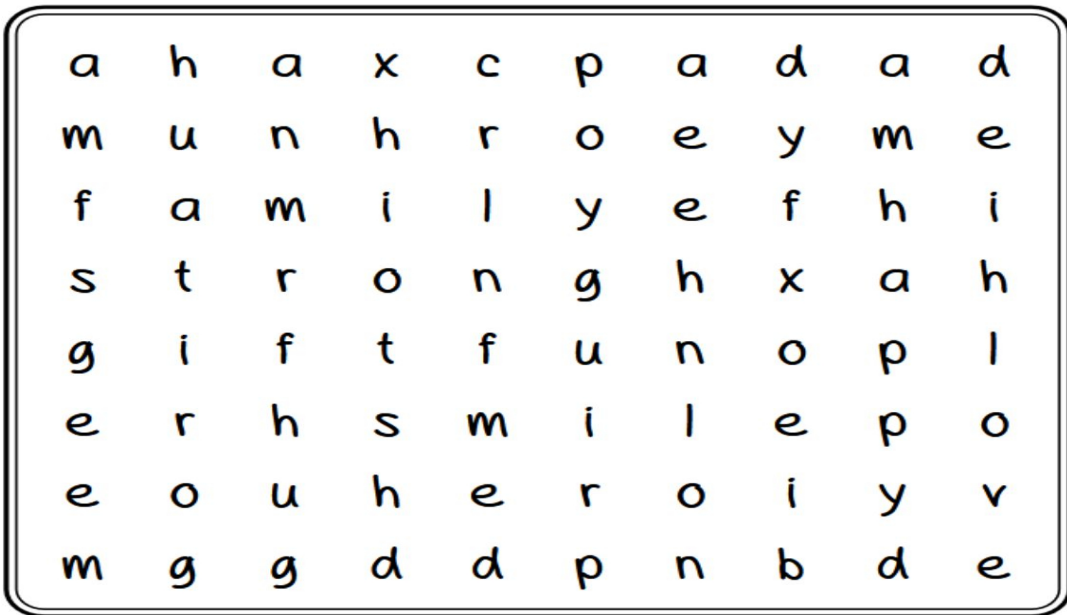 a h a x c p a d a d
m u n h r o e y m e
f a m i l y e f h i
s t r o n g h x a h
g i f t f u n o p l
e r h s m i l e p o
e o u h e r o i y v
m g g d d p n b d e